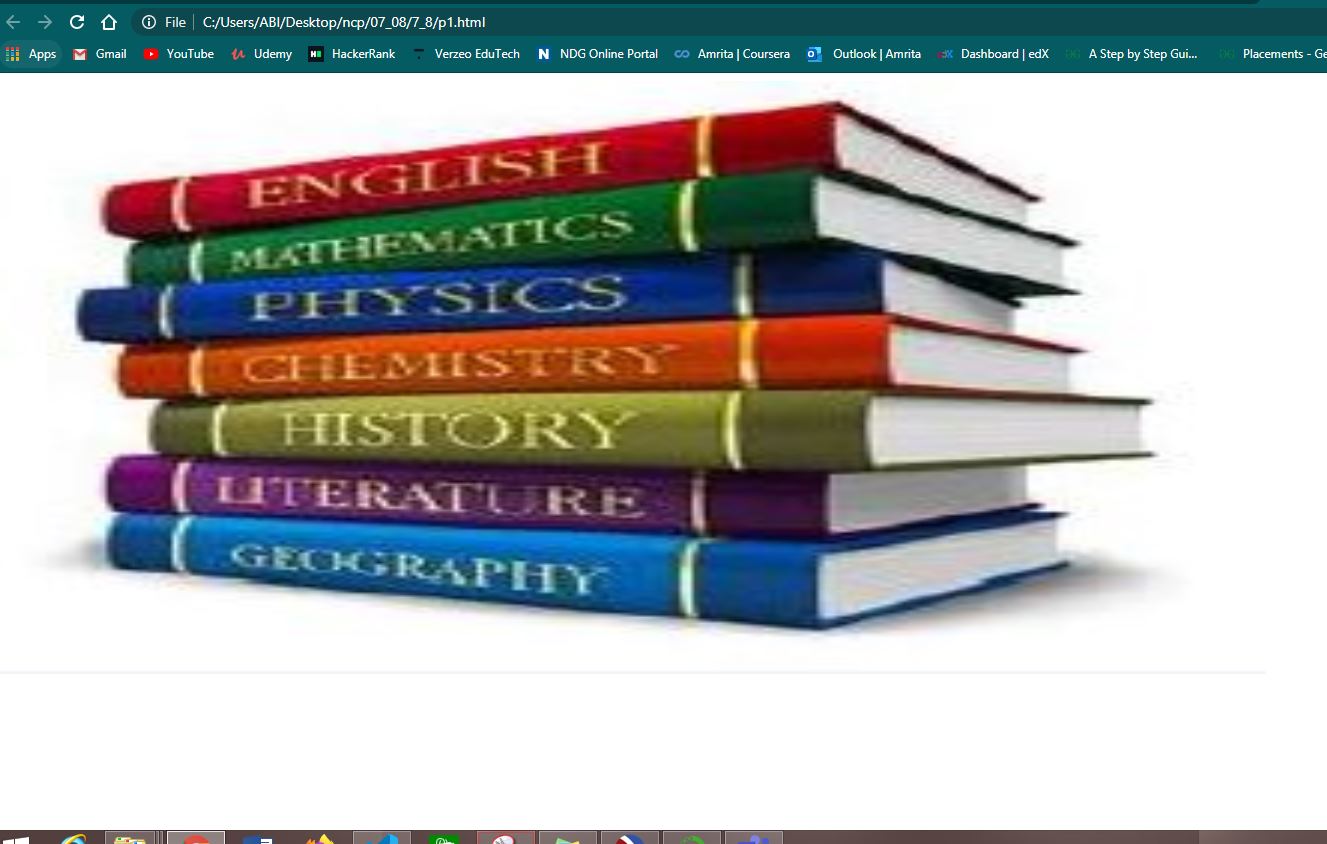 File C:/Users/ABI/Desktop/ncp/07_08/7_8/p1.html
Apps Gmail YouTube Udemy HackerRank Verzeo EduTech NDG Online Portal Amrita | Coursera Outlook | Amrita Dashboard | edX A Step by Step Gui... Placements - Ge
ENGLISH
MATHEMATICS
PHYSICS
CHEMISTRY
HISTORY
LITERATURE
GEOGRAPHY